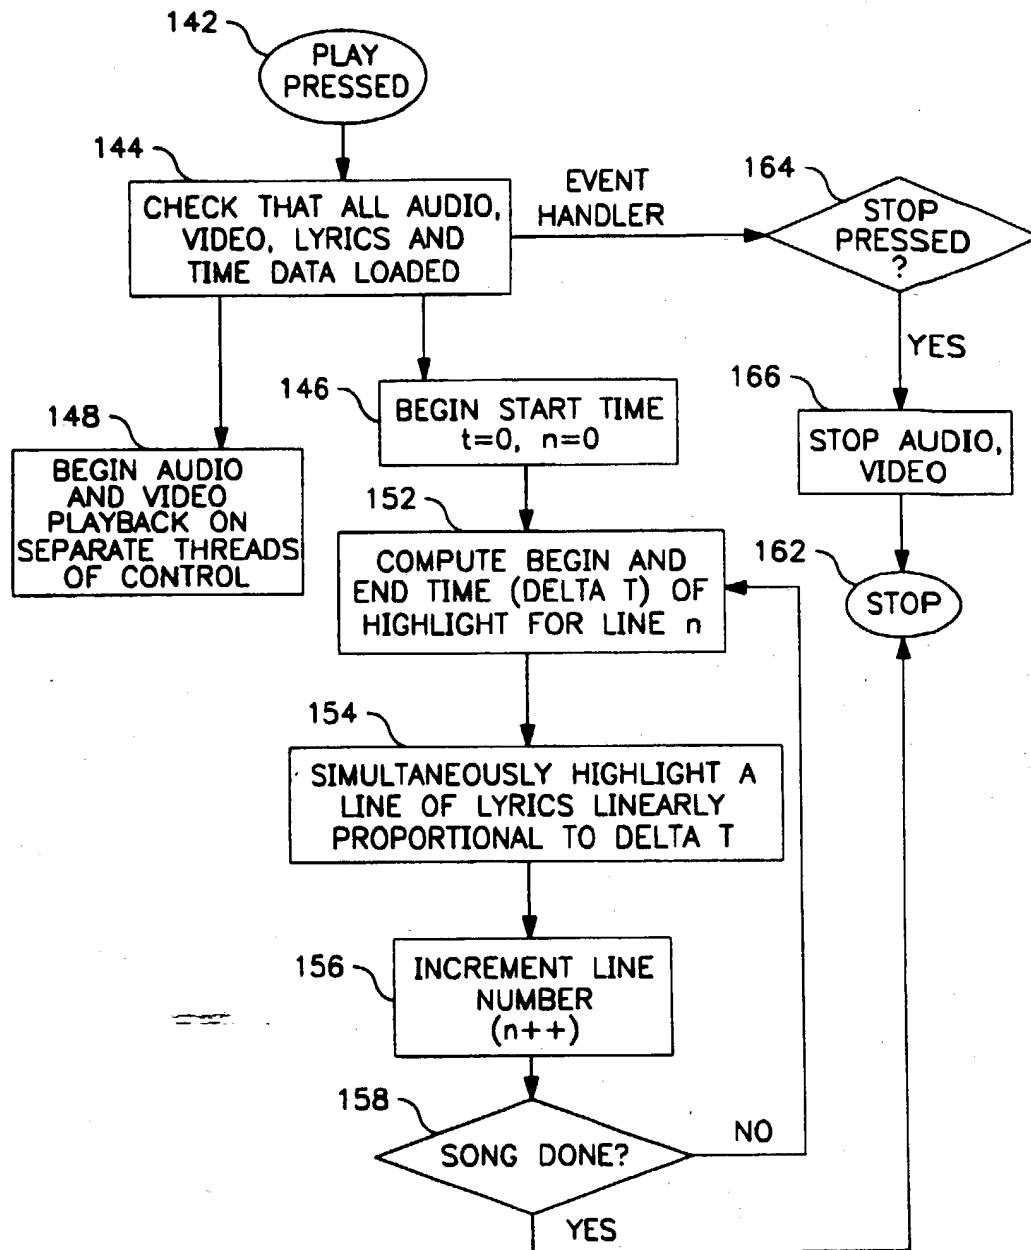 142
PLAY
PRESSED
144
CHECK THAT ALL AUDIO,
VIDEO, LYRICS AND
TIME DATA LOADED
EVENT
HANDLER
164
STOP
PRESSED
?
YES
146
BEGIN START TIME
t=0, n=0
148
BEGIN AUDIO
AND VIDEO
PLAYBACK ON
SEPARATE THREADS
OF CONTROL
166
STOP AUDIO,
VIDEO
152
COMPUTE BEGIN AND
END TIME (DELTA T) OF
HIGHLIGHT FOR LINE n
162
STOP
154
SIMULTANEOUSLY HIGHLIGHT A
LINE OF LYRICS LINEARLY
PROPORTIONAL TO DELTA T
156
INCREMENT LINE
NUMBER
(n++)
158
SONG DONE?
NO
YES